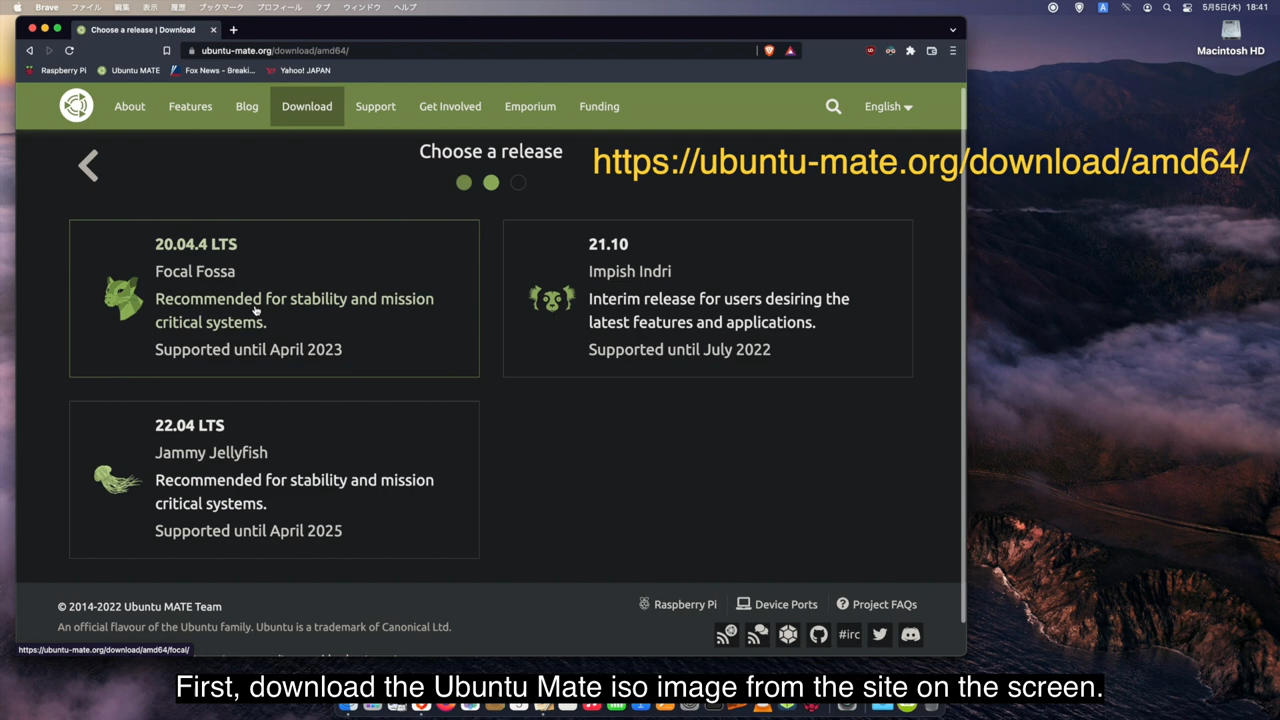 Brave ファイル 編集 表示 履歴 ブックマーク プロフィール タブ ウィンドウ ヘルプ A 5月5日(木) 18:41
Choose a release | Download
ubuntu-mate.org/download/amd64/
Raspberry Pi Ubuntu MATE Fox News - Breaki... Yahoo! JAPAN
Macintosh HD
About Features Blog Download Support Get Involved Emporium Funding English
Choose a release
https://ubuntu-mate.org/download/amd64/
20.04.4 LTS
Focal Fossa
Recommended for stability and mission
critical systems.
Supported until April 2023
21.10
Impish Indri
Interim release for users desiring the
latest features and applications.
Supported until July 2022
22.04 LTS
Jammy Jellyfish
Recommended for stability and mission
critical systems.
Supported until April 2025
© 2014-2022 Ubuntu MATE Team
An official flavour of the Ubuntu family. Ubuntu is a trademark of Canonical Ltd.
Raspberry Pi Device Ports Project FAQs
#irc
https://ubuntu-mate.org/download/amd64/focal/
First, download the Ubuntu Mate iso image from the site on the screen.